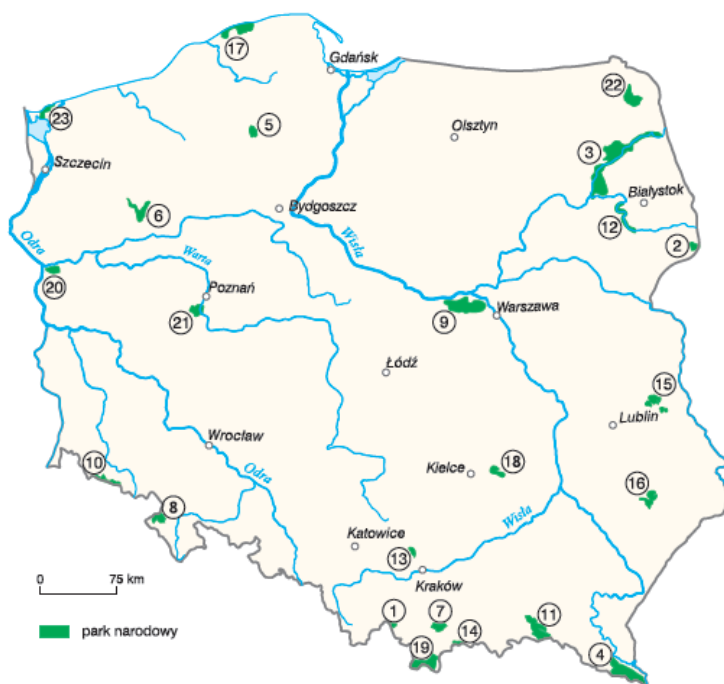 17
Gdańsk
22
23
5
Olsztyn
3
Szczecin
Białystok
6
Bydgoszcz
12
Odra
Wisła
2
Warta
20
Poznań
21
9
Warszawa
Łódź
15
Lublin
Wrocław
10
Kielce
18
16
Odra
8
Wisła
Katowice
13
0 75 km
Kraków
park narodowy
1
7
14
11
19
4